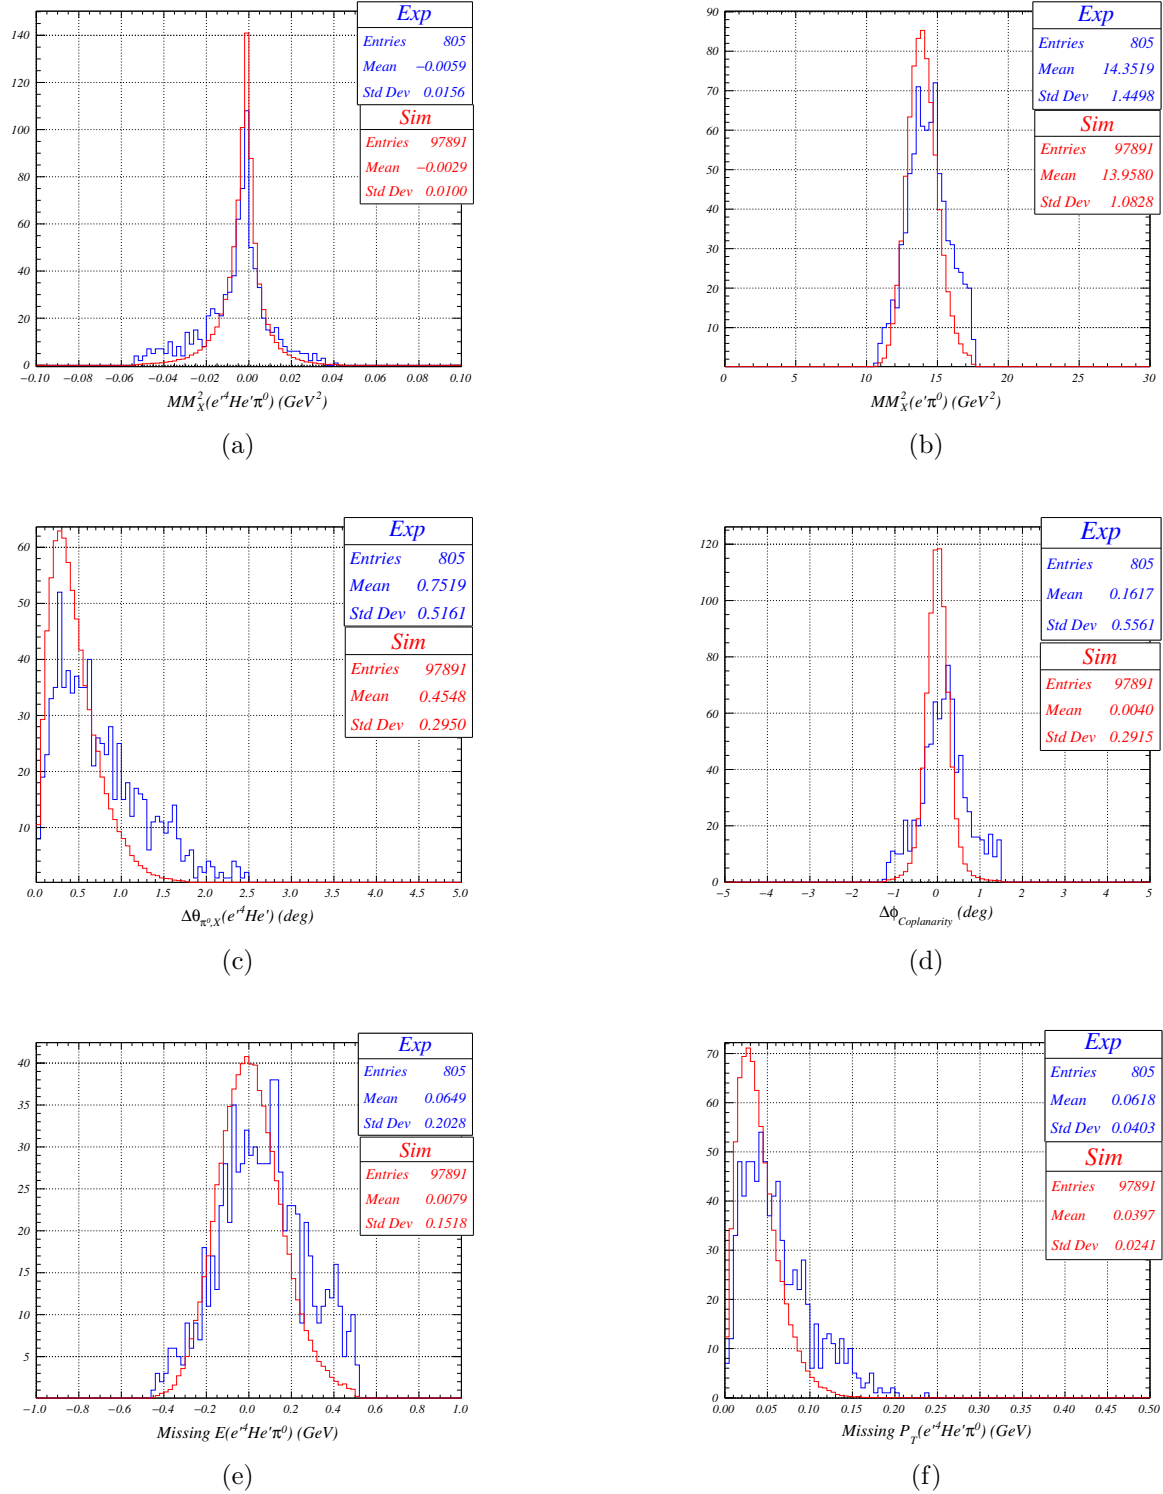 Exp
Entries 805
Mean −0.0059
Std Dev 0.0156
Sim
Entries 97891
Mean −0.0029
Std Dev 0.0100
140
120
100
80
60
40
20
0
−0.10 −0.08 −0.06 −0.04 −0.02 0.00 0.02 0.04 0.06 0.08 0.10
MM²_X(e'⁴He'π⁰) (GeV²)
(a)
Exp
Entries 805
Mean 14.3519
Std Dev 1.4498
Sim
Entries 97891
Mean 13.9580
Std Dev 1.0828
90
80
70
60
50
40
30
20
10
0 5 10 15 20 25 30
MM²_X(e'π⁰) (GeV²)
(b)
Exp
Entries 805
Mean 0.7519
Std Dev 0.5161
Sim
Entries 97891
Mean 0.4548
Std Dev 0.2950
60
50
40
30
20
10
0.0 0.5 1.0 1.5 2.0 2.5 3.0 3.5 4.0 4.5 5.0
Δθ_π⁰,X(e'⁴He') (deg)
(c)
Exp
Entries 805
Mean 0.1617
Std Dev 0.5561
Sim
Entries 97891
Mean 0.0040
Std Dev 0.2915
120
100
80
60
40
20
0
−5 −4 −3 −2 −1 0 1 2 3 4 5
Δϕ_Coplanarity (deg)
(d)
Exp
Entries 805
Mean 0.0649
Std Dev 0.2028
Sim
Entries 97891
Mean 0.0079
Std Dev 0.1518
40
35
30
25
20
15
10
5
−1.0 −0.8 −0.6 −0.4 −0.2 0.0 0.2 0.4 0.6 0.8 1.0
Missing E(e'⁴He'π⁰) (GeV)
(e)
Exp
Entries 805
Mean 0.0618
Std Dev 0.0403
Sim
Entries 97891
Mean 0.0397
Std Dev 0.0241
70
60
50
40
30
20
10
0
0.00 0.05 0.10 0.15 0.20 0.25 0.30 0.35 0.40 0.45 0.50
Missing P_T(e'⁴He'π⁰) (GeV)
(f)